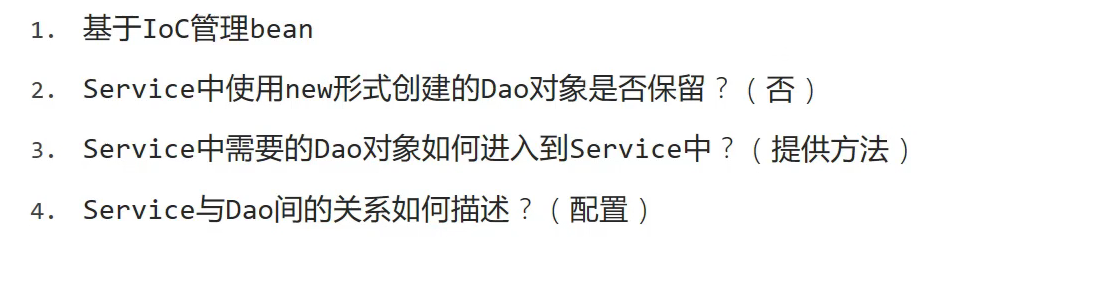 1. 基于IoC管理bean
2. Service中使用new形式创建的Dao对象是否保留？（否）
3. Service中需要的Dao对象如何进入到Service中？（提供方法）
4. Service与Dao间的关系如何描述？（配置）